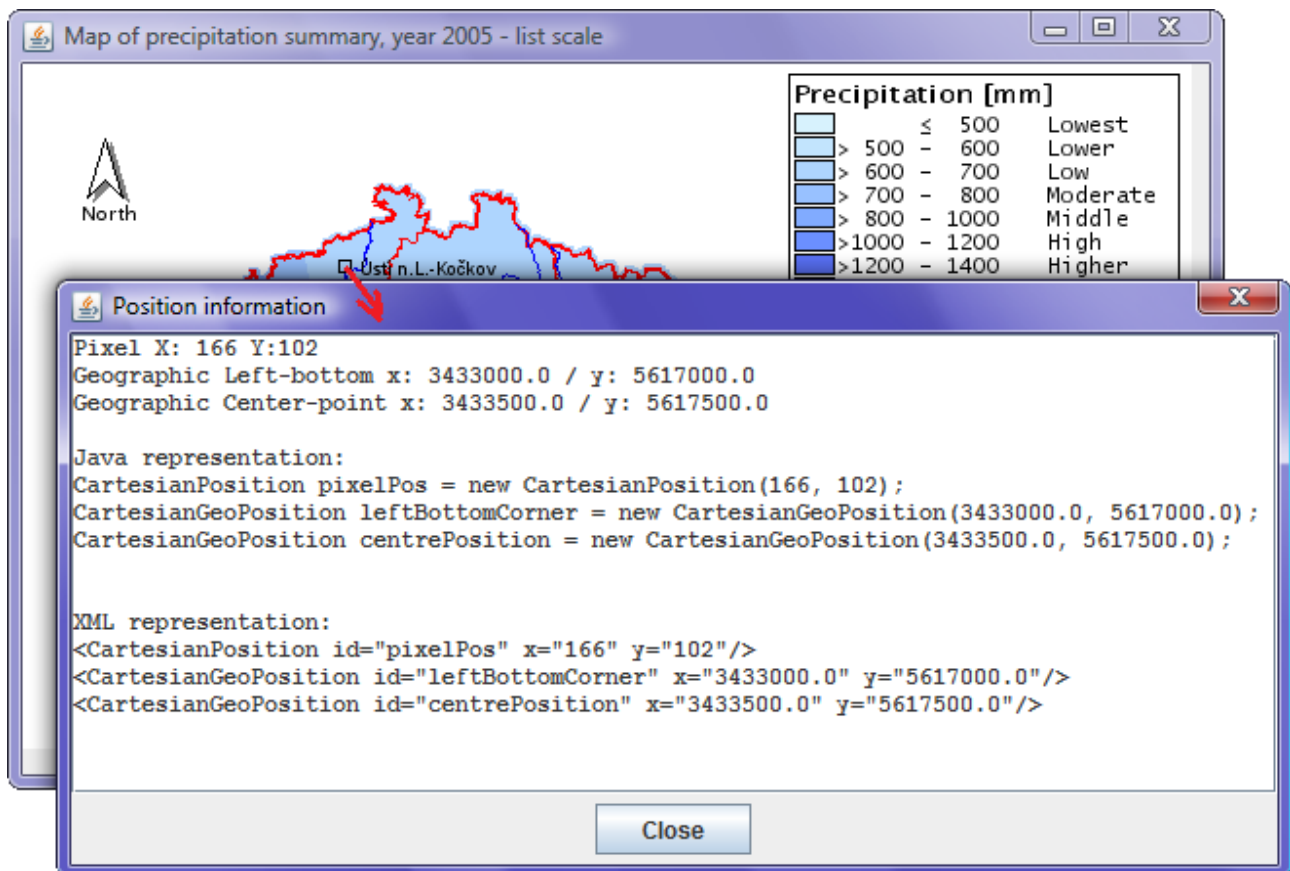 Map of precipitation summary, year 2005 - list scale
Precipitation [mm]
≤ 500 Lowest
> 500 - 600 Lower
> 600 - 700 Low
> 700 - 800 Moderate
> 800 - 1000 Middle
>1000 - 1200 High
>1200 - 1400 Higher
North
Ústí n.L.-Kočkov
Position information
Pixel X: 166 Y:102
Geographic Left-bottom x: 3433000.0 / y: 5617000.0
Geographic Center-point x: 3433500.0 / y: 5617500.0
Java representation:
CartesianPosition pixelPos = new CartesianPosition(166, 102);
CartesianGeoPosition leftBottomCorner = new CartesianGeoPosition(3433000.0, 5617000.0);
CartesianGeoPosition centrePosition = new CartesianGeoPosition(3433500.0, 5617500.0);
XML representation:
<CartesianPosition id="pixelPos" x="166" y="102"/>
<CartesianGeoPosition id="leftBottomCorner" x="3433000.0" y="5617000.0"/>
<CartesianGeoPosition id="centrePosition" x="3433500.0" y="5617500.0"/>
Close